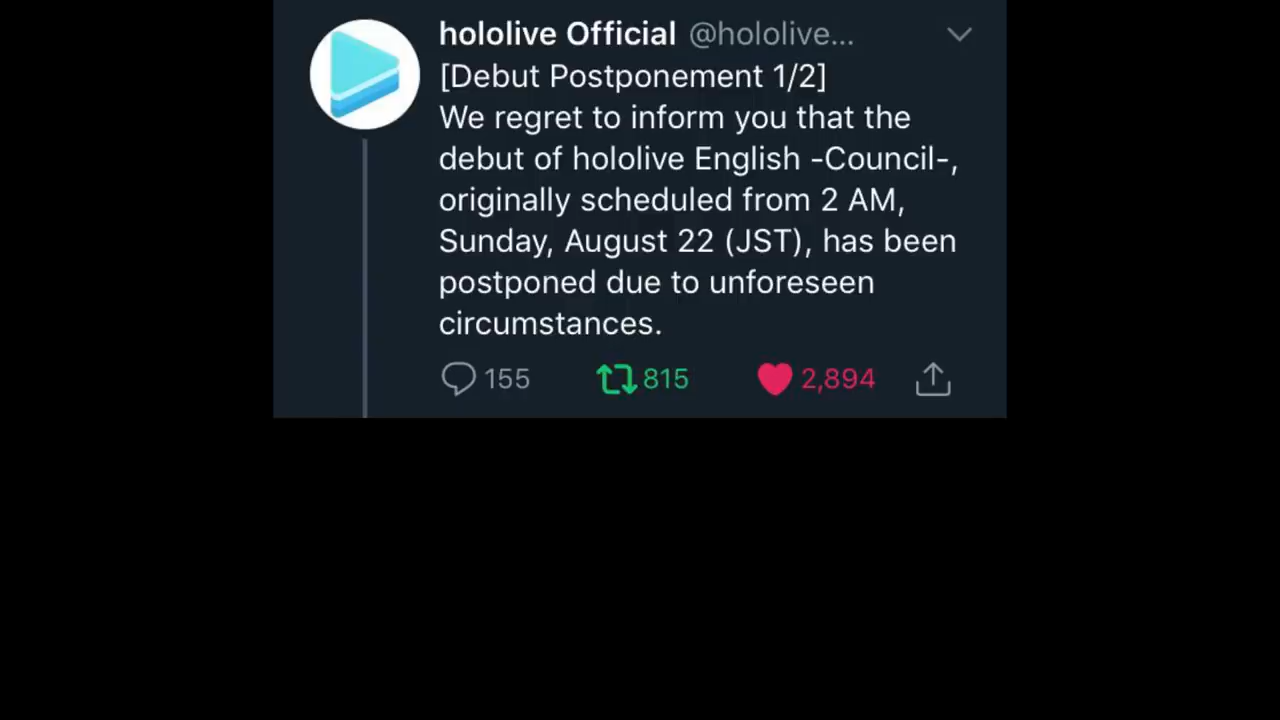 hololive Official @hololive...
[Debut Postponement 1/2]
We regret to inform you that the
debut of hololive English -Council-,
originally scheduled from 2 AM,
Sunday, August 22 (JST), has been
postponed due to unforeseen
circumstances.
155 815 2,894